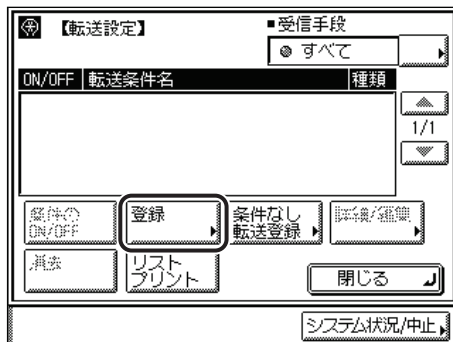 【転送設定】
■受信手段
すべて
ON/OFF 転送条件名 種類
1/1
条件の
ON/OFF
登録
条件なし
転送登録
詳細/編集
消去
リスト
プリント
閉じる
システム状況/中止